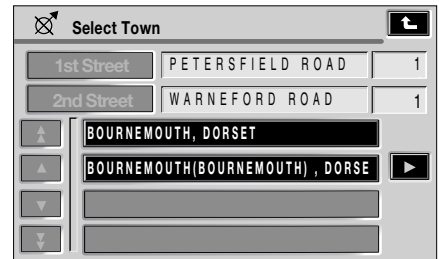 Select Town
1st Street PETERSFIELD ROAD 1
2nd Street WARNEFORD ROAD 1
BOURNEMOUTH, DORSET
BOURNEMOUTH(BOURNEMOUTH) , DORSE